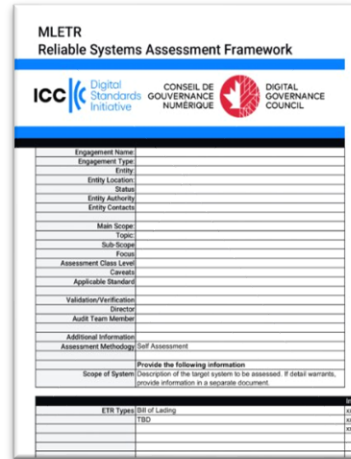 MLETR
Reliable Systems Assessment Framework
ICC
Digital
Standards
Initiative
CONSEIL DE
GOUVERNANCE
NUMÉRIQUE
DIGITAL
GOVERNANCE
COUNCIL
Engagement Name:
Engagement Type:
Entity:
Entity Location:
Status
Entity Authority
Entity Contacts
Main Scope:
Topic:
Sub-Scope
Focus
Assessment Class Level
Caveats
Applicable Standard
Validation/Verification
Director
Audit Team Member
Additional Information
Assessment Methodogy Self Assessment
Provide the following information
Scope of System Description of the target system to be assessed. If detail warrants,
provide information in a separate document.
ETR Types Bill of Lading
TBD